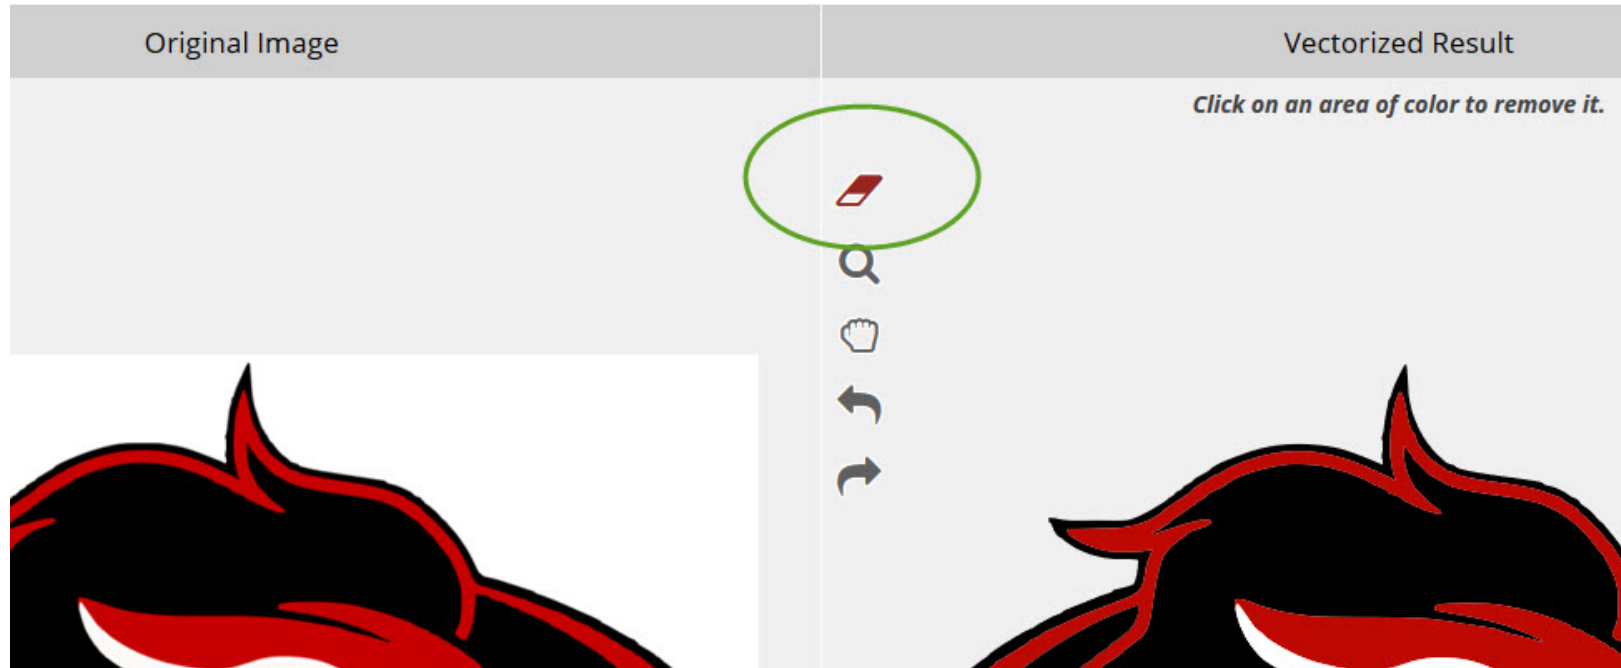 Original Image
Vectorized Result
Click on an area of color to remove it.